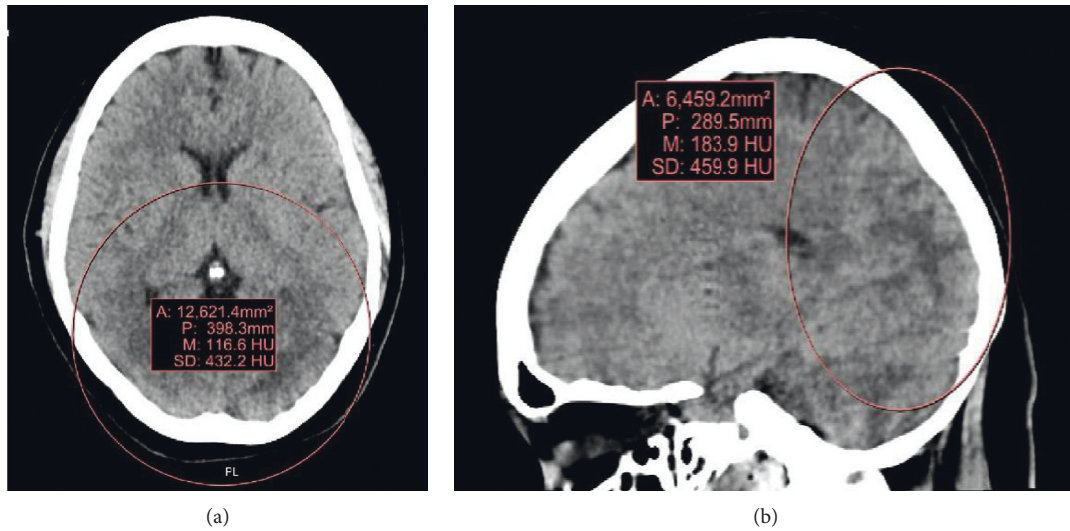 A: 12,621.4mm²
P: 398.3mm
M: 116.6 HU
SD: 432.2 HU
PL
(a)
A: 6,459.2mm²
P: 289.5mm
M: 183.9 HU
SD: 459.9 HU
(b)